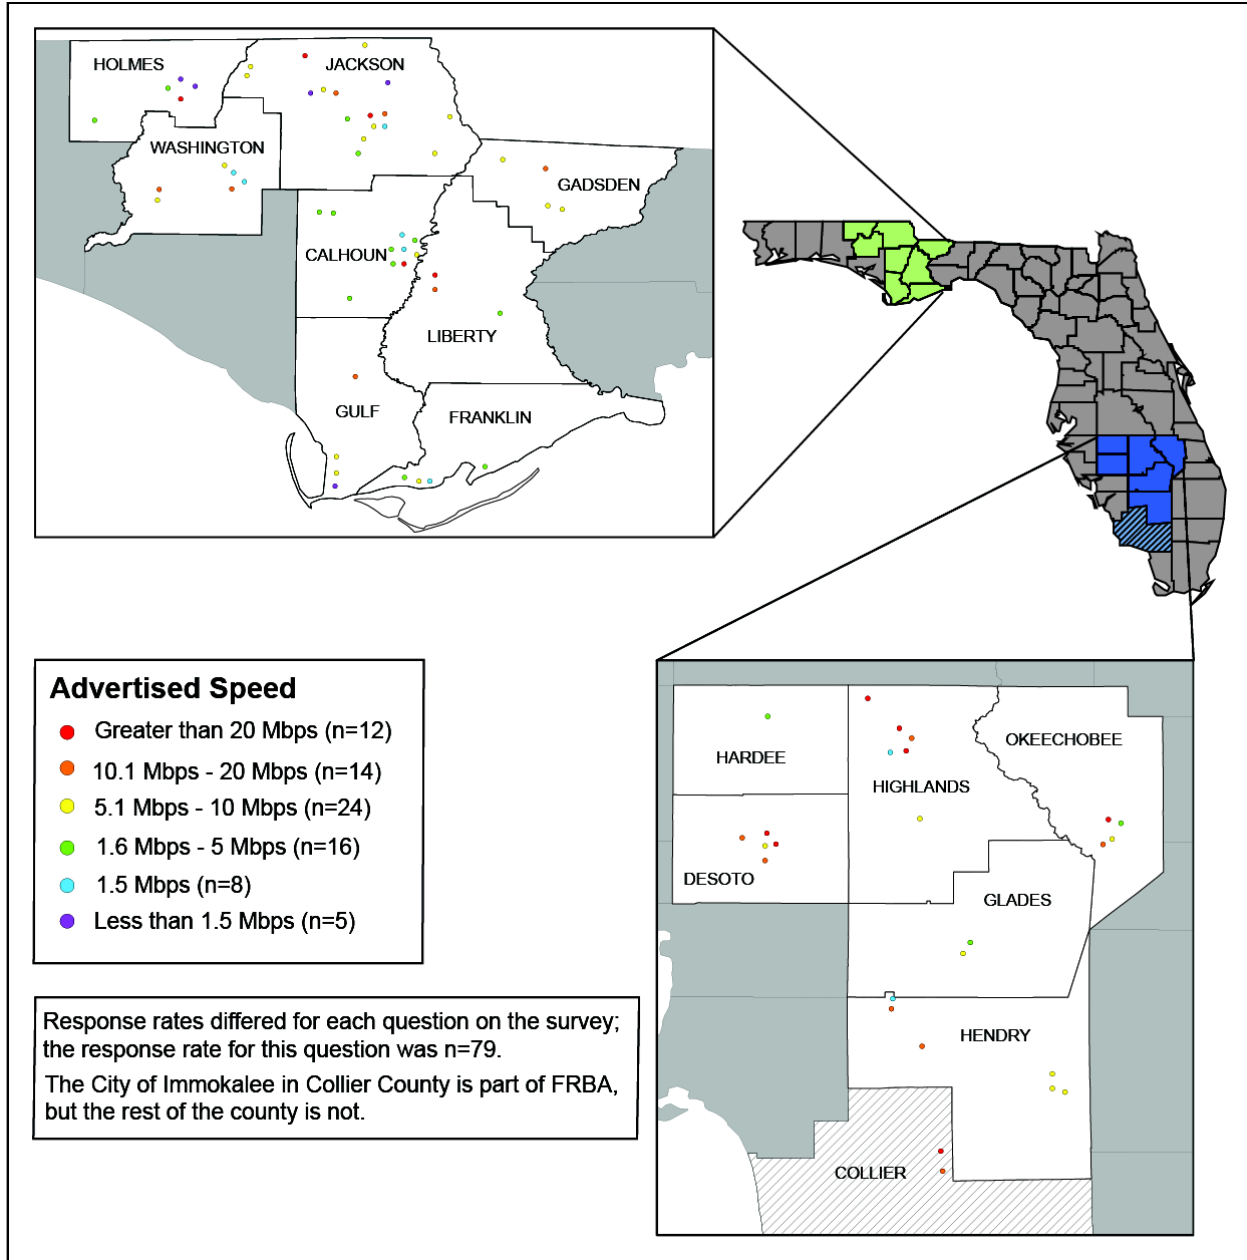 HOLMES
JACKSON
WASHINGTON
GADSDEN
CALHOUN
LIBERTY
GULF
FRANKLIN
Advertised Speed
Greater than 20 Mbps (n=12)
10.1 Mbps - 20 Mbps (n=14)
5.1 Mbps - 10 Mbps (n=24)
1.6 Mbps - 5 Mbps (n=16)
1.5 Mbps (n=8)
Less than 1.5 Mbps (n=5)
Response rates differed for each question on the survey;
the response rate for this question was n=79.
The City of Immokalee in Collier County is part of FRBA,
but the rest of the county is not.
HARDEE
OKEECHOBEE
HIGHLANDS
DESOTO
GLADES
HENDRY
COLLIER